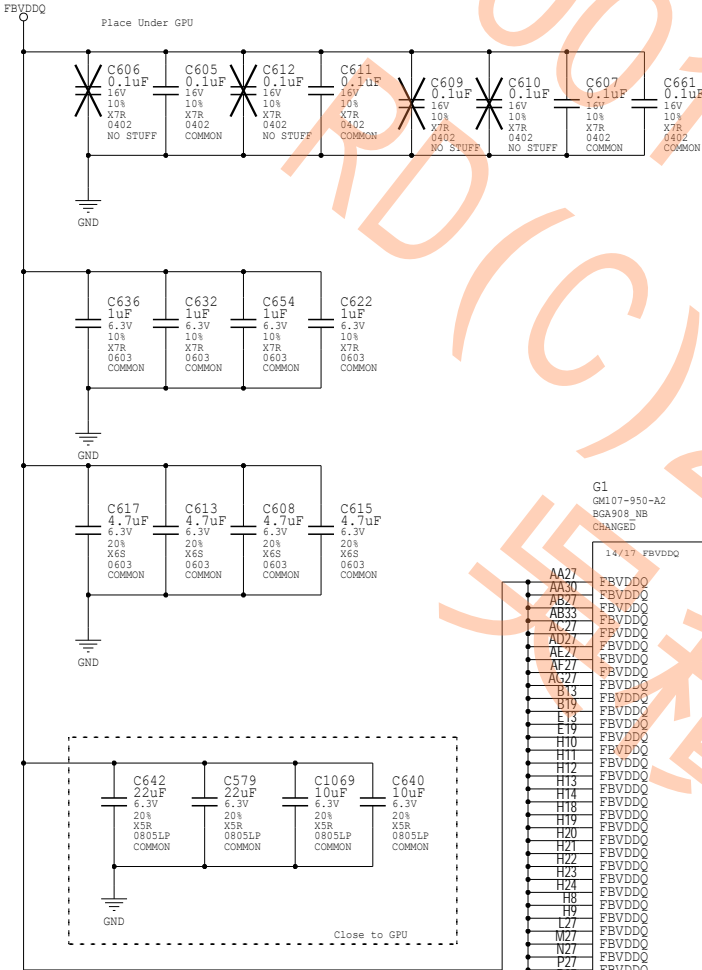 FBVDDQ
Place Under GPU
C606
0.1uF
16V
10%
X7R
0402
NO STUFF
C605
0.1uF
16V
10%
X7R
0402
COMMON
C612
0.1uF
16V
10%
X7R
0402
NO STUFF
C611
0.1uF
16V
10%
X7R
0402
COMMON
C609
0.1uF
16V
10%
X7R
0402
NO STUFF
C610
0.1uF
16V
10%
X7R
0402
NO STUFF
C607
0.1uF
16V
10%
X7R
0402
COMMON
C661
0.1uF
16V
10%
X7R
0402
COMMON
GND
C636
1uF
6.3V
10%
X7R
0603
COMMON
C632
1uF
6.3V
10%
X7R
0603
COMMON
C654
1uF
6.3V
10%
X7R
0603
COMMON
C622
1uF
6.3V
10%
X7R
0603
COMMON
GND
C617
4.7uF
6.3V
20%
X6S
0603
COMMON
C613
4.7uF
6.3V
20%
X6S
0603
COMMON
C608
4.7uF
6.3V
20%
X6S
0603
COMMON
C615
4.7uF
6.3V
20%
X6S
0603
COMMON
GND
C642
22uF
6.3V
20%
X5R
0805LP
COMMON
C579
22uF
6.3V
20%
X5R
0805LP
COMMON
C1069
10uF
6.3V
20%
X5R
0805LP
COMMON
C640
10uF
6.3V
20%
X5R
0805LP
COMMON
GND
Close to GPU
G1
GM107-950-A2
BGA908_NB
CHANGED
14/17 FBVDDQ
AA27 FBVDDQ
AA30 FBVDDQ
AB27 FBVDDQ
AB33 FBVDDQ
AC27 FBVDDQ
AD27 FBVDDQ
AE27 FBVDDQ
AF27 FBVDDQ
AG27 FBVDDQ
B13 FBVDDQ
B19 FBVDDQ
E13 FBVDDQ
E19 FBVDDQ
H10 FBVDDQ
H11 FBVDDQ
H12 FBVDDQ
H13 FBVDDQ
H14 FBVDDQ
H18 FBVDDQ
H19 FBVDDQ
H20 FBVDDQ
H21 FBVDDQ
H22 FBVDDQ
H23 FBVDDQ
H24 FBVDDQ
H8 FBVDDQ
H9 FBVDDQ
L27 FBVDDQ
M27 FBVDDQ
N27 FBVDDQ
P27 FBVDDQ
RD(C)